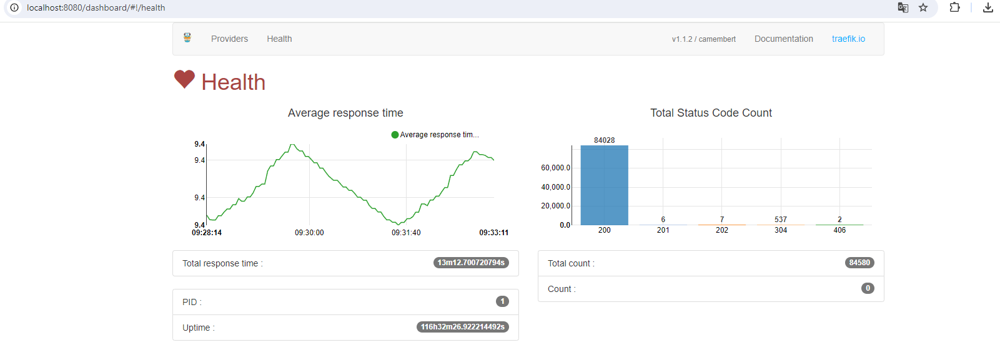 localhost:8080/dashboard/#!/health
Providers Health v1.1.2 / camembert Documentation traefik.io
Health
Average response time
Average response tim...
9.4
9.4
9.4
9.4
09:28:14 09:30:00 09:31:40 09:33:11
Total response time : 13m12.700720794s
PID : 1
Uptime : 116h32m26.922214492s
Total Status Code Count
84028
60,000.0
40,000.0
20,000.0
6 7 537 2
0.0
200 201 202 304 406
Total count : 84580
Count : 0